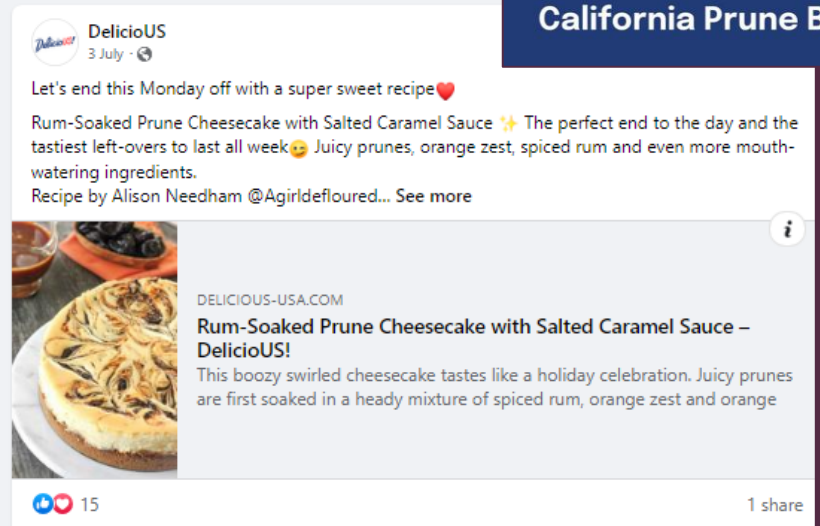 California Prune B
DelicioUS!
DelicioUS
3 July ·
Let's end this Monday off with a super sweet recipe❤️
Rum-Soaked Prune Cheesecake with Salted Caramel Sauce ✨ The perfect end to the day and the
tastiest left-overs to last all week😉 Juicy prunes, orange zest, spiced rum and even more mouth-
watering ingredients.
Recipe by Alison Needham @Agirldefloured... See more
i
DELICIOUS-USA.COM
Rum-Soaked Prune Cheesecake with Salted Caramel Sauce –
DelicioUS!
This boozy swirled cheesecake tastes like a holiday celebration. Juicy prunes
are first soaked in a heady mixture of spiced rum, orange zest and orange
15
1 share